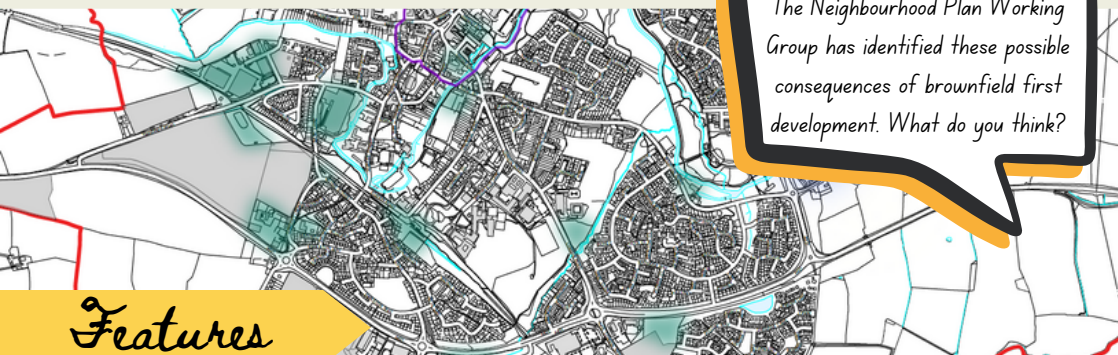 The Neighbourhood Plan Working
Group has identified these possible
consequences of brownfield first
development. What do you think?
Features